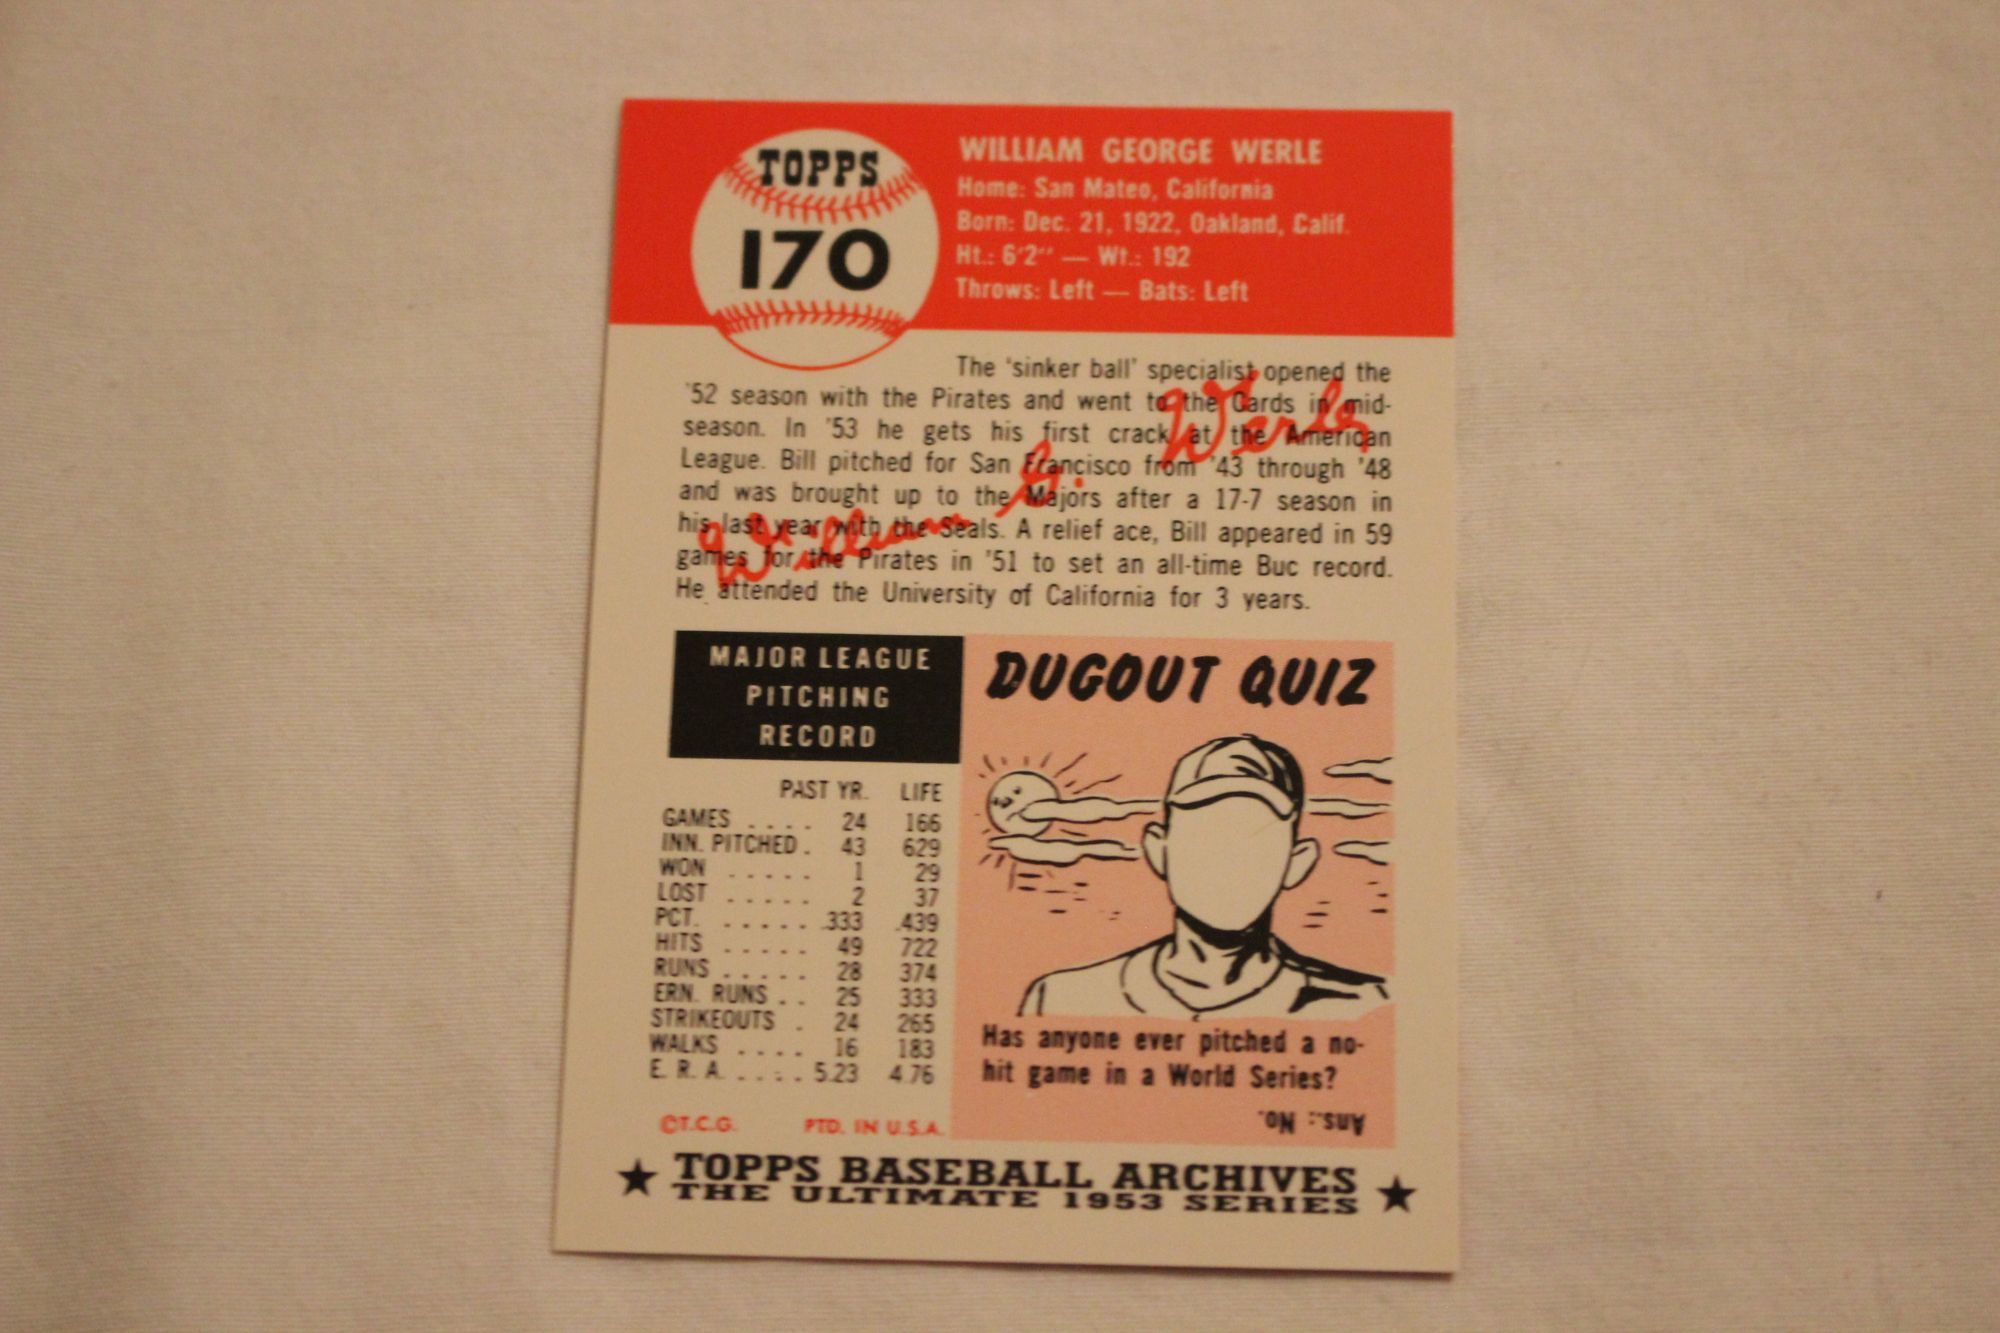 TOPPS
170
WILLIAM GEORGE WERLE
Home: San Mateo, California
Born: Dec. 21, 1922, Oakland, Calif.
Ht.: 6'2" — Wt.: 192
Throws: Left — Bats: Left
The 'sinker ball' specialist opened the
'52 season with the Pirates and went to the Cards in mid-
season. In '53 he gets his first crack at the American
League. Bill pitched for San Francisco from '43 through '48
and was brought up to the Majors after a 17-7 season in
his last year with the Seals. A relief ace, Bill appeared in 59
games for the Pirates in '51 to set an all-time Buc record.
He attended the University of California for 3 years.
William G. Werle
MAJOR LEAGUE
PITCHING
RECORD
PAST YR. LIFE
GAMES . . . . 24 166
INN. PITCHED . 43 629
WON . . . . . 1 29
LOST . . . . . 2 37
PCT. . . . . . .333 .439
HITS . . . . . 49 722
RUNS . . . . . 28 374
ERN. RUNS . . 25 333
STRIKEOUTS . 24 265
WALKS . . . . 16 183
E. R. A. . . . . 5.23 4.76
©T.C.G. PTD. IN U.S.A.
DUGOUT QUIZ
Has anyone ever pitched a no-
hit game in a World Series?
Ans.: No.
★ TOPPS BASEBALL ARCHIVES ★
THE ULTIMATE 1953 SERIES